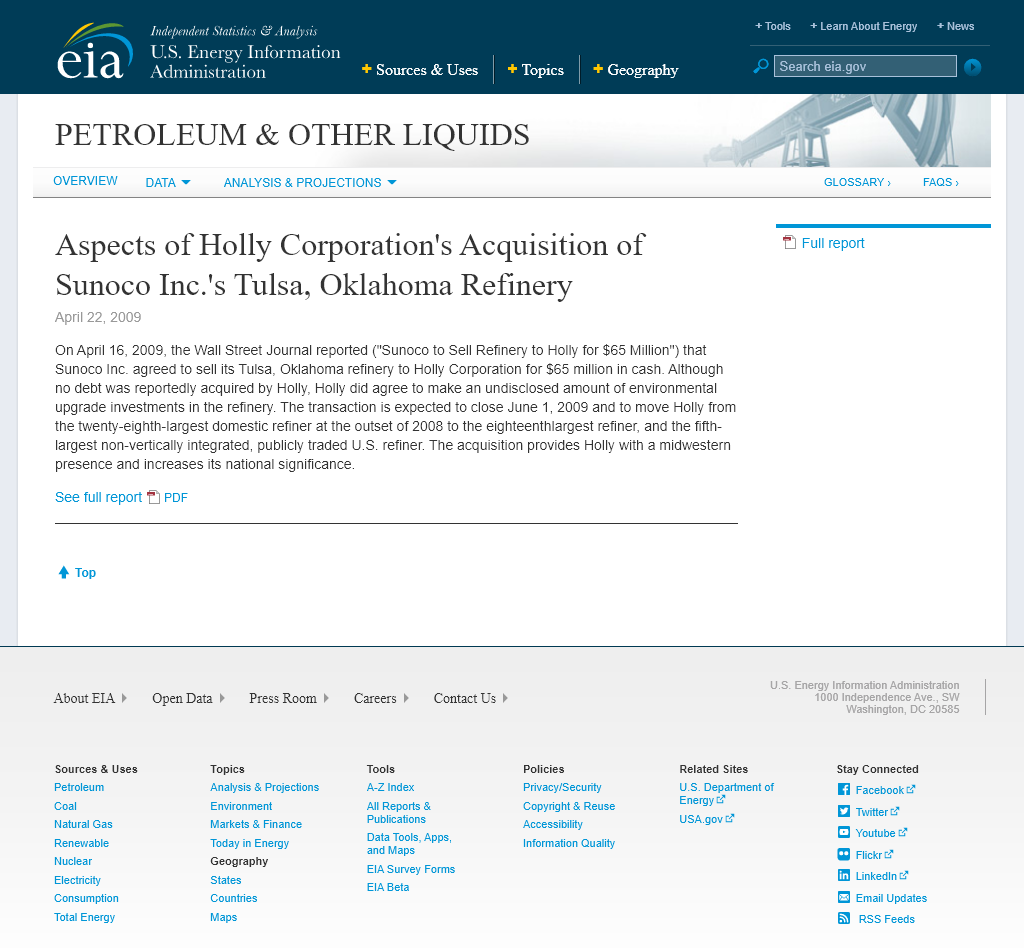 Independent Statistics & Analysis
U.S. Energy Information
Administration
eia
+ Sources & Uses
+ Topics
+ Geography
+ Tools
+ Learn About Energy
+ News
Search eia.gov
PETROLEUM & OTHER LIQUIDS
OVERVIEW
DATA
ANALYSIS & PROJECTIONS
GLOSSARY ›
FAQS ›
Aspects of Holly Corporation's Acquisition of
Sunoco Inc.'s Tulsa, Oklahoma Refinery
April 22, 2009
On April 16, 2009, the Wall Street Journal reported ("Sunoco to Sell Refinery to Holly for $65 Million") that
Sunoco Inc. agreed to sell its Tulsa, Oklahoma refinery to Holly Corporation for $65 million in cash. Although
no debt was reportedly acquired by Holly, Holly did agree to make an undisclosed amount of environmental
upgrade investments in the refinery. The transaction is expected to close June 1, 2009 and to move Holly from
the twenty-eighth-largest domestic refiner at the outset of 2008 to the eighteenthlargest refiner, and the fifth-
largest non-vertically integrated, publicly traded U.S. refiner. The acquisition provides Holly with a midwestern
presence and increases its national significance.
See full report PDF
Full report
Top
About EIA
Open Data
Press Room
Careers
Contact Us
U.S. Energy Information Administration
1000 Independence Ave., SW
Washington, DC 20585
Sources & Uses
Petroleum
Coal
Natural Gas
Renewable
Nuclear
Electricity
Consumption
Total Energy
Topics
Analysis & Projections
Environment
Markets & Finance
Today in Energy
Geography
States
Countries
Maps
Tools
A-Z Index
All Reports &
Publications
Data Tools, Apps,
and Maps
EIA Survey Forms
EIA Beta
Policies
Privacy/Security
Copyright & Reuse
Accessibility
Information Quality
Related Sites
U.S. Department of
Energy
USA.gov
Stay Connected
Facebook
Twitter
Youtube
Flickr
LinkedIn
Email Updates
RSS Feeds